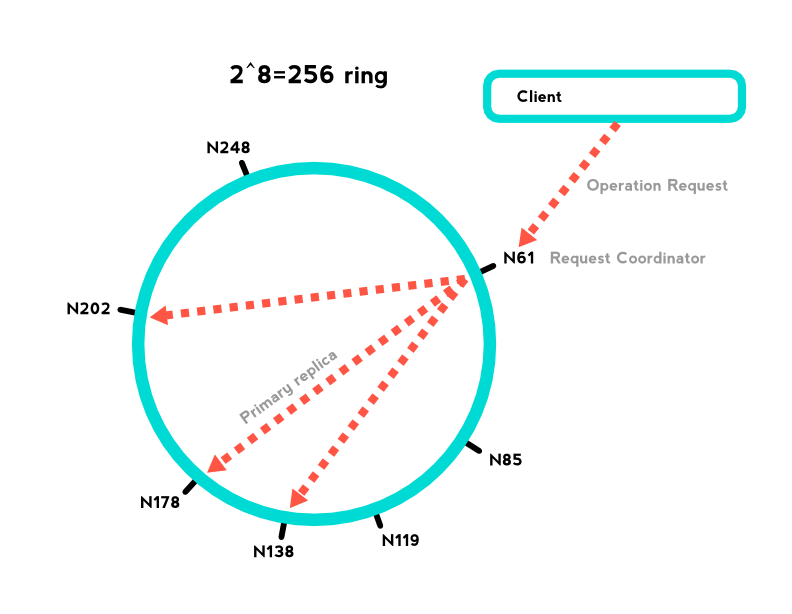 2^8=256 ring
Client
N248
Operation Request
N61 Request Coordinator
N202
Primary replica
N85
N178
N119
N138